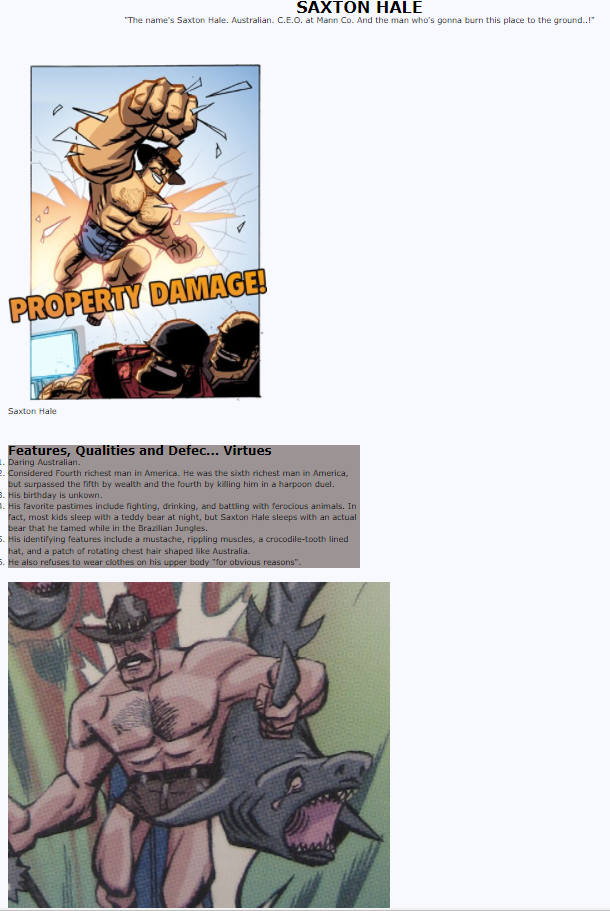 SAXTON HALE
"The name's Saxton Hale. Australian. C.E.O. at Mann Co. And the man who's gonna burn this place to the ground..!"
PROPERTY DAMAGE!
Saxton Hale
Features, Qualities and Defec... Virtues
1. Daring Australian.
2. Considered Fourth richest man in America. He was the sixth richest man in America,
but surpassed the fifth by wealth and the fourth by killing him in a harpoon duel.
3. His birthday is unkown.
4. His favorite pastimes include fighting, drinking, and battling with ferocious animals. In
fact, most kids sleep with a teddy bear at night, but Saxton Hale sleeps with an actual
bear that he tamed while in the Brazilian Jungles.
5. His identifying features include a mustache, rippling muscles, a crocodile-tooth lined
hat, and a patch of rotating chest hair shaped like Australia.
6. He also refuses to wear clothes on his upper body "for obvious reasons".